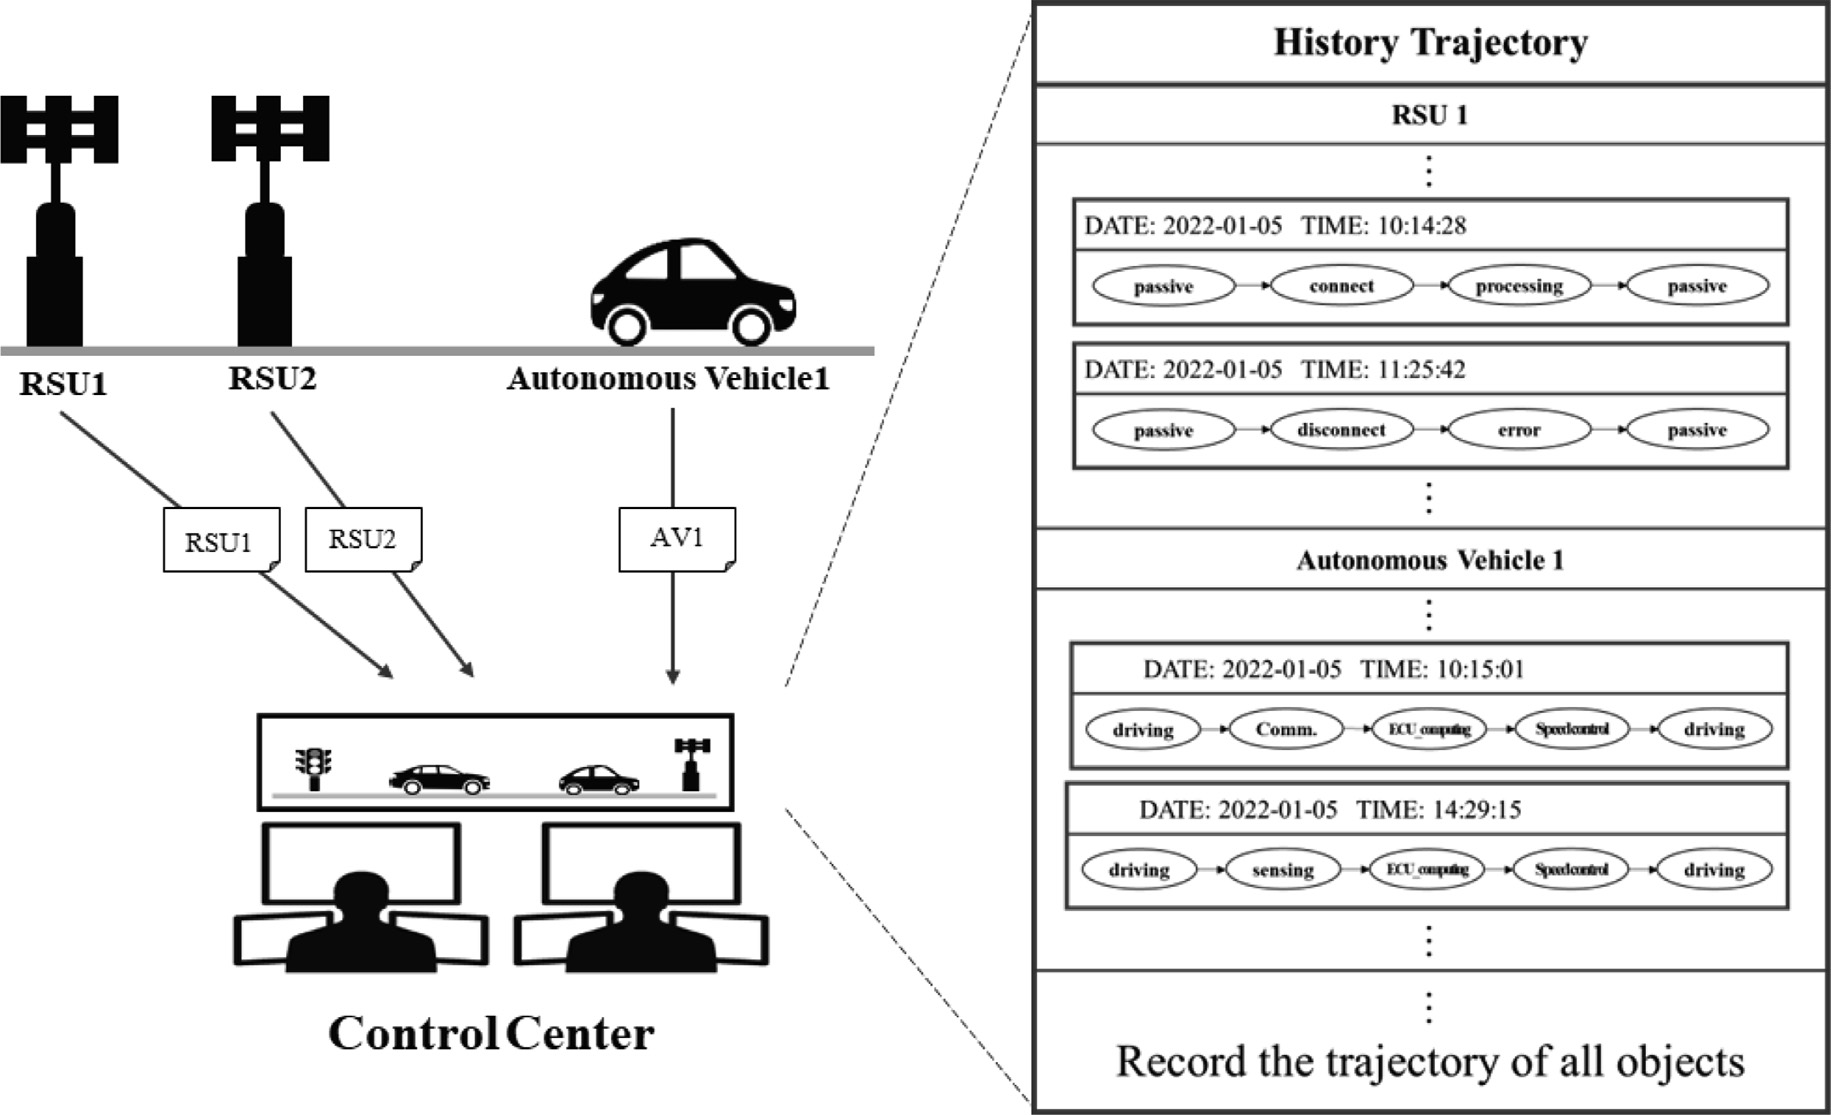 RSU1
RSU2
Autonomous Vehicle1
RSU1
RSU2
AV1
Control Center
History Trajectory
RSU 1
DATE: 2022-01-05 TIME: 10:14:28
passive connect processing passive
DATE: 2022-01-05 TIME: 11:25:42
passive disconnect error passive
Autonomous Vehicle 1
DATE: 2022-01-05 TIME: 10:15:01
driving Comm. ECU_computing Speedcontrol driving
DATE: 2022-01-05 TIME: 14:29:15
driving sensing ECU_computing Speedcontrol driving
Record the trajectory of all objects